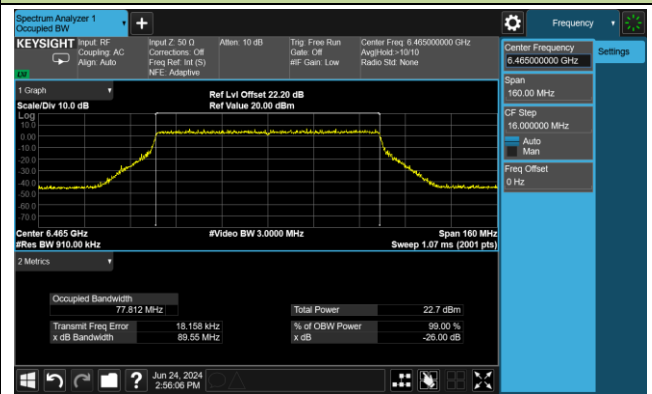 Spectrum Analyzer 1
Occupied BW
Frequency
KEYSIGHT
Input: RF
Coupling: AC
Align: Auto
Input Z: 50 Ω
Corrections: Off
Freq Ref: Int (S)
NFE: Adaptive
Atten: 10 dB
Trig: Free Run
Gate: Off
#IF Gain: Low
Center Freq: 6.465000000 GHz
Avg|Hold:>10/10
Radio Std: None
Center Frequency
6.465000000 GHz
Settings
Span
160.00 MHz
CF Step
16.000000 MHz
Auto
Man
Freq Offset
0 Hz
1 Graph
Scale/Div 10.0 dB
Ref Lvl Offset 22.20 dB
Ref Value 20.00 dBm
Log
10.0
0.00
-10.0
-20.0
-30.0
-40.0
-50.0
-60.0
-70.0
Center 6.465 GHz
#Video BW 3.0000 MHz
Span 160 MHz
#Res BW 910.00 kHz
Sweep 1.07 ms (2001 pts)
2 Metrics
Occupied Bandwidth
77.812 MHz
Total Power 22.7 dBm
Transmit Freq Error 18.158 kHz
% of OBW Power 99.00 %
x dB Bandwidth 89.55 MHz
x dB -26.00 dB
Jun 24, 2024
2:56:06 PM